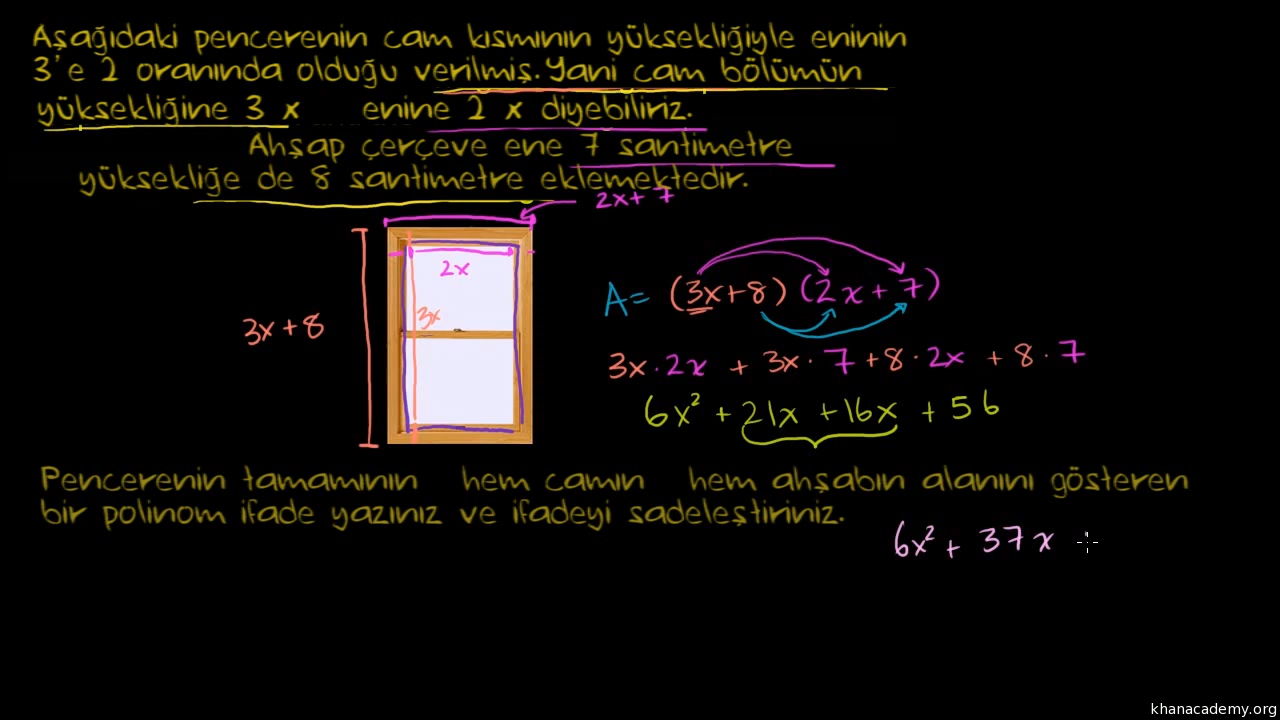 Aşağıdaki pencerenin cam kısmının yüksekliğiyle eninin
3'e 2 oranında olduğu verilmiş. Yani cam bölümün
yüksekliğine 3 x enine 2 x diyebiliriz.
Ahşap çerçeve ene 7 santimetre
yüksekliğe de 8 santimetre eklemektedir.
2x+7
2x
3x
3x+8
A= (3x+8) (2x+7)
3x·2x + 3x·7+8·2x + 8·7
6x² + 21x +16x + 56
Pencerenin tamamının hem camın hem ahşabın alanını gösteren
bir polinom ifade yazınız ve ifadeyi sadeleştiriniz.
6x² + 37x
khanacademy.org